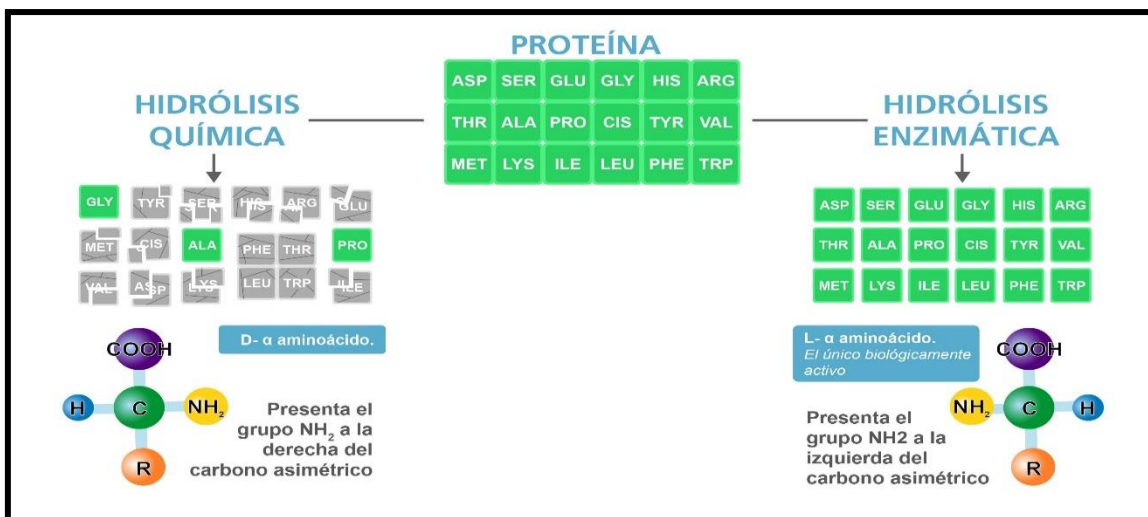 PROTEÍNA
ASP SER GLU GLY HIS ARG
THR ALA PRO CIS TYR VAL
MET LYS ILE LEU PHE TRP
HIDRÓLISIS
QUÍMICA
GLY TYR SER HIS ARG GLU
MET CIS ALA PHE THR PRO
VAL ASP LYS LEU TRP ILE
COOH
H C NH₂
R
D- α aminoácido.
Presenta el
grupo NH₂ a la
derecha del
carbono asimétrico
HIDRÓLISIS
ENZIMÁTICA
ASP SER GLU GLY HIS ARG
THR ALA PRO CIS TYR VAL
MET LYS ILE LEU PHE TRP
L- α aminoácido.
El único biológicamente
activo
Presenta el
grupo NH2 a la
izquierda del
carbono asimétrico
COOH
NH₂ C H
R